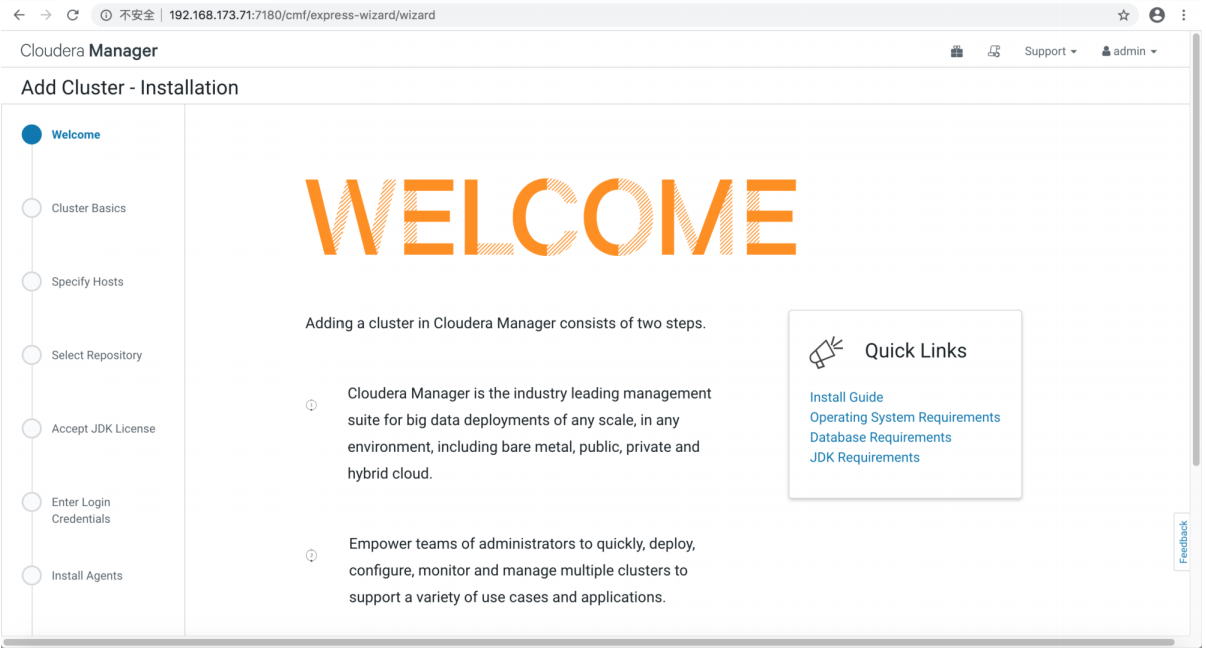 不安全 192.168.173.71:7180/cmf/express-wizard/wizard
Cloudera Manager
Support
admin
Add Cluster - Installation
Welcome
Cluster Basics
Specify Hosts
Select Repository
Accept JDK License
Enter Login
Credentials
Install Agents
WELCOME
Adding a cluster in Cloudera Manager consists of two steps.
1
Cloudera Manager is the industry leading management
suite for big data deployments of any scale, in any
environment, including bare metal, public, private and
hybrid cloud.
2
Empower teams of administrators to quickly, deploy,
configure, monitor and manage multiple clusters to
support a variety of use cases and applications.
Quick Links
Install Guide
Operating System Requirements
Database Requirements
JDK Requirements
Feedback